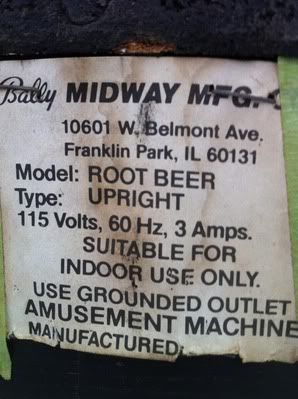 Bally MIDWAY MFG.
10601 W. Belmont Ave.
Franklin Park, IL 60131
Model: ROOT BEER
Type: UPRIGHT
115 Volts, 60 Hz, 3 Amps.
SUITABLE FOR
INDOOR USE ONLY.
USE GROUNDED OUTLET
AMUSEMENT MACHINE
MANUFACTURED